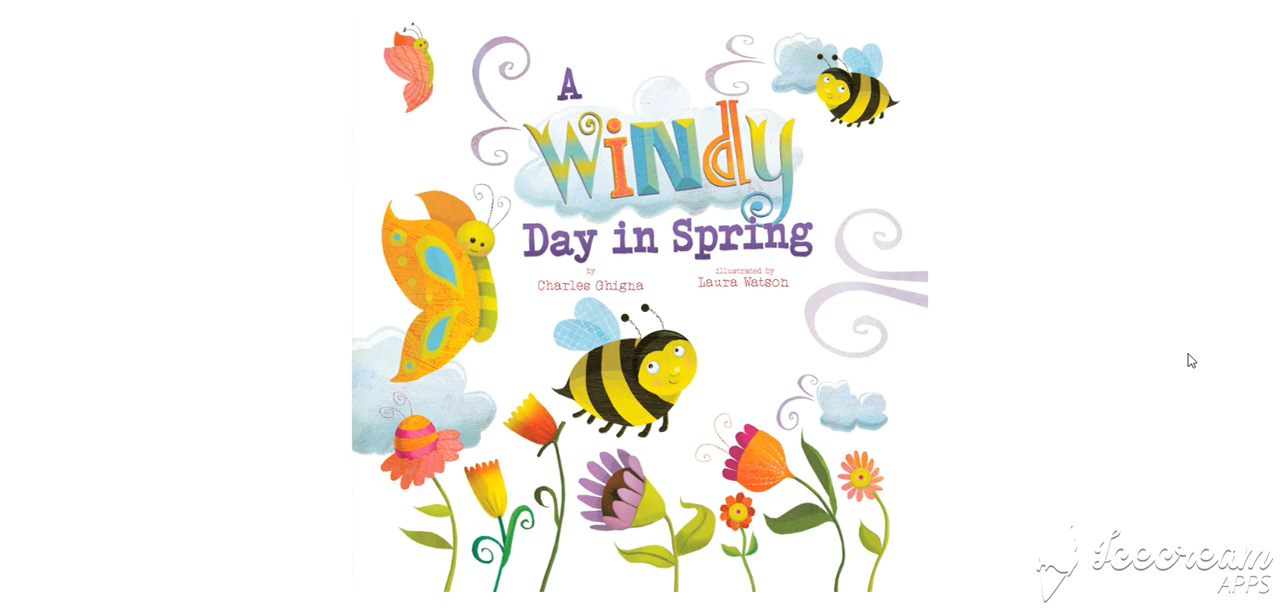 A
Windy
Day in Spring
by
Charles Ghigna
illustrated by
Laura Watson
Icecream
APPS